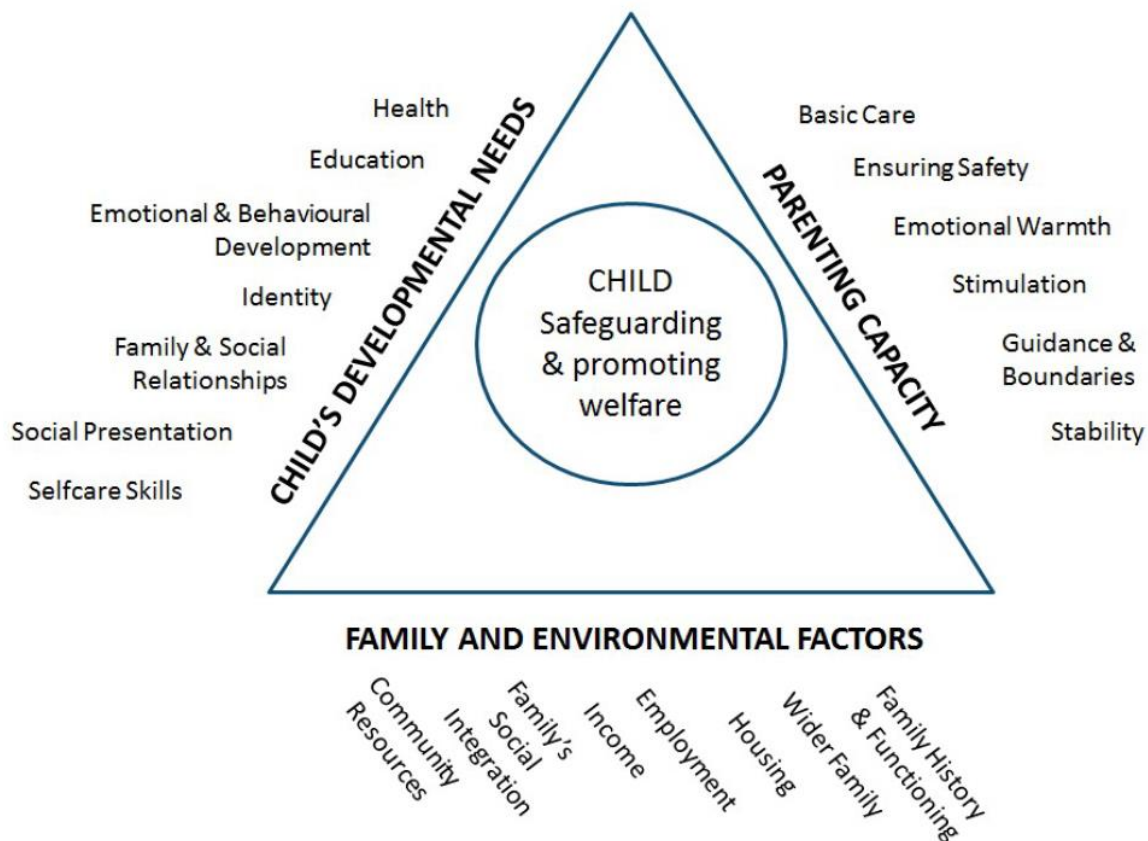 Health
Education
Emotional & Behavioural
Development
Identity
Family & Social
Relationships
Social Presentation
Selfcare Skills
CHILD'S DEVELOPMENTAL NEEDS
CHILD
Safeguarding
& promoting
welfare
PARENTING CAPACITY
Basic Care
Ensuring Safety
Emotional Warmth
Stimulation
Guidance &
Boundaries
Stability
FAMILY AND ENVIRONMENTAL FACTORS
Community
Resources
Family's
Social
Integration
Income
Employment
Housing
Wider Family
Family History
& Functioning